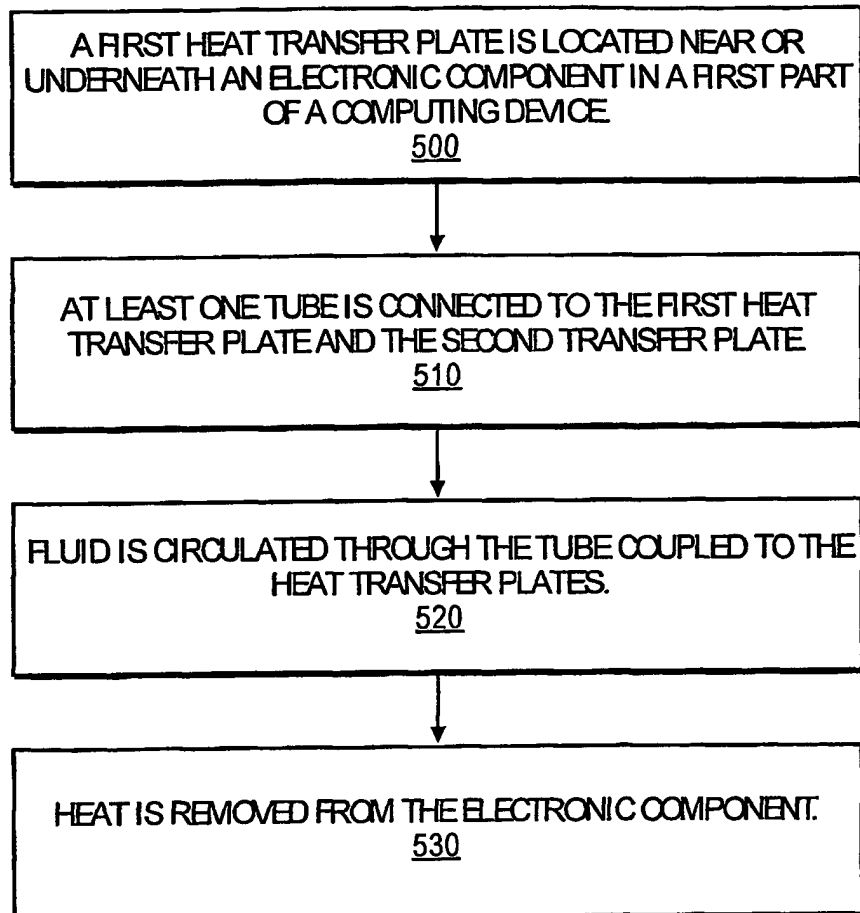 A FIRST HEAT TRANSFER PLATE IS LOCATED NEAR OR
UNDERNEATH AN ELECTRONIC COMPONENT IN A FIRST PART
OF A COMPUTING DEVICE.
500
AT LEAST ONE TUBE IS CONNECTED TO THE FIRST HEAT
TRANSFER PLATE AND THE SECOND TRANSFER PLATE.
510
FLUID IS CIRCULATED THROUGH THE TUBE COUPLED TO THE
HEAT TRANSFER PLATES.
520
HEAT IS REMOVED FROM THE ELECTRONIC COMPONENT.
530